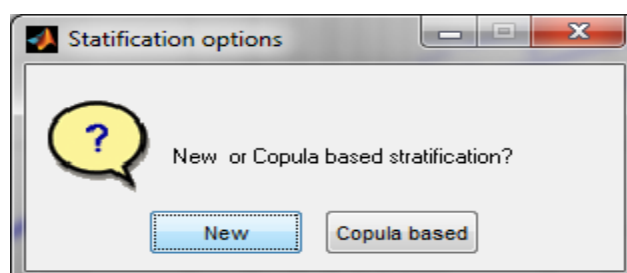 Statification options
?
New or Copula based stratification?
New
Copula based